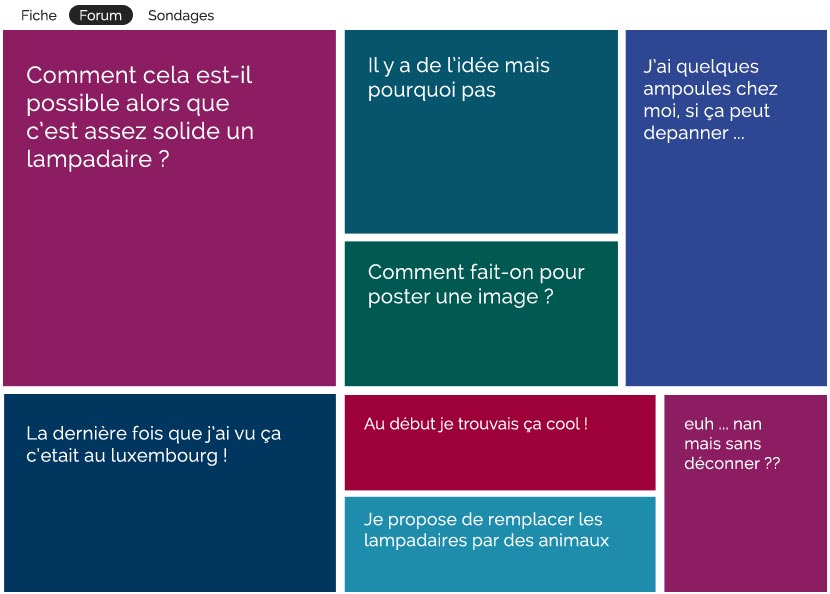 Fiche Forum Sondages
Comment cela est-il
possible alors que
c'est assez solide un
lampadaire ?
Il y a de l'idée mais
pourquoi pas
J'ai quelques
ampoules chez
moi, si ça peut
depanner ...
Comment fait-on pour
poster une image ?
La dernière fois que j'ai vu ça
c'etait au luxembourg !
Au début je trouvais ça cool !
Je propose de remplacer les
lampadaires par des animaux
euh ... nan
mais sans
déconner ??